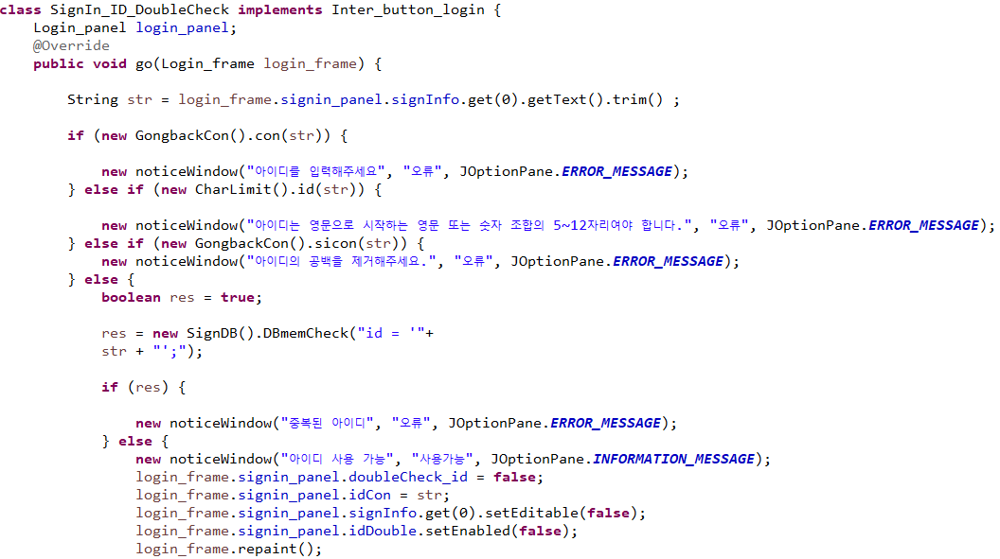 class SignIn_ID_DoubleCheck implements Inter_button_login {
Login_panel login_panel;
@Override
public void go(Login_frame login_frame) {
String str = login_frame.signin_panel.signInfo.get(0).getText().trim() ;
if (new GongbackCon().con(str)) {
new noticeWindow("아이디를 입력해주세요", "오류", JOptionPane.ERROR_MESSAGE);
} else if (new CharLimit().id(str)) {
new noticeWindow("아이디는 영문으로 시작하는 영문 또는 숫자 조합의 5~12자리여야 합니다.", "오류", JOptionPane.ERROR_MESSAGE);
} else if (new GongbackCon().sicon(str)) {
new noticeWindow("아이디의 공백을 제거해주세요.", "오류", JOptionPane.ERROR_MESSAGE);
} else {
boolean res = true;
res = new SignDB().DBmemCheck("id = '"+
str + "';");
if (res) {
new noticeWindow("중복된 아이디", "오류", JOptionPane.ERROR_MESSAGE);
} else {
new noticeWindow("아이디 사용 가능", "사용가능", JOptionPane.INFORMATION_MESSAGE);
login_frame.signin_panel.doubleCheck_id = false;
login_frame.signin_panel.idCon = str;
login_frame.signin_panel.signInfo.get(0).setEditable(false);
login_frame.signin_panel.idDouble.setEnabled(false);
login_frame.repaint();